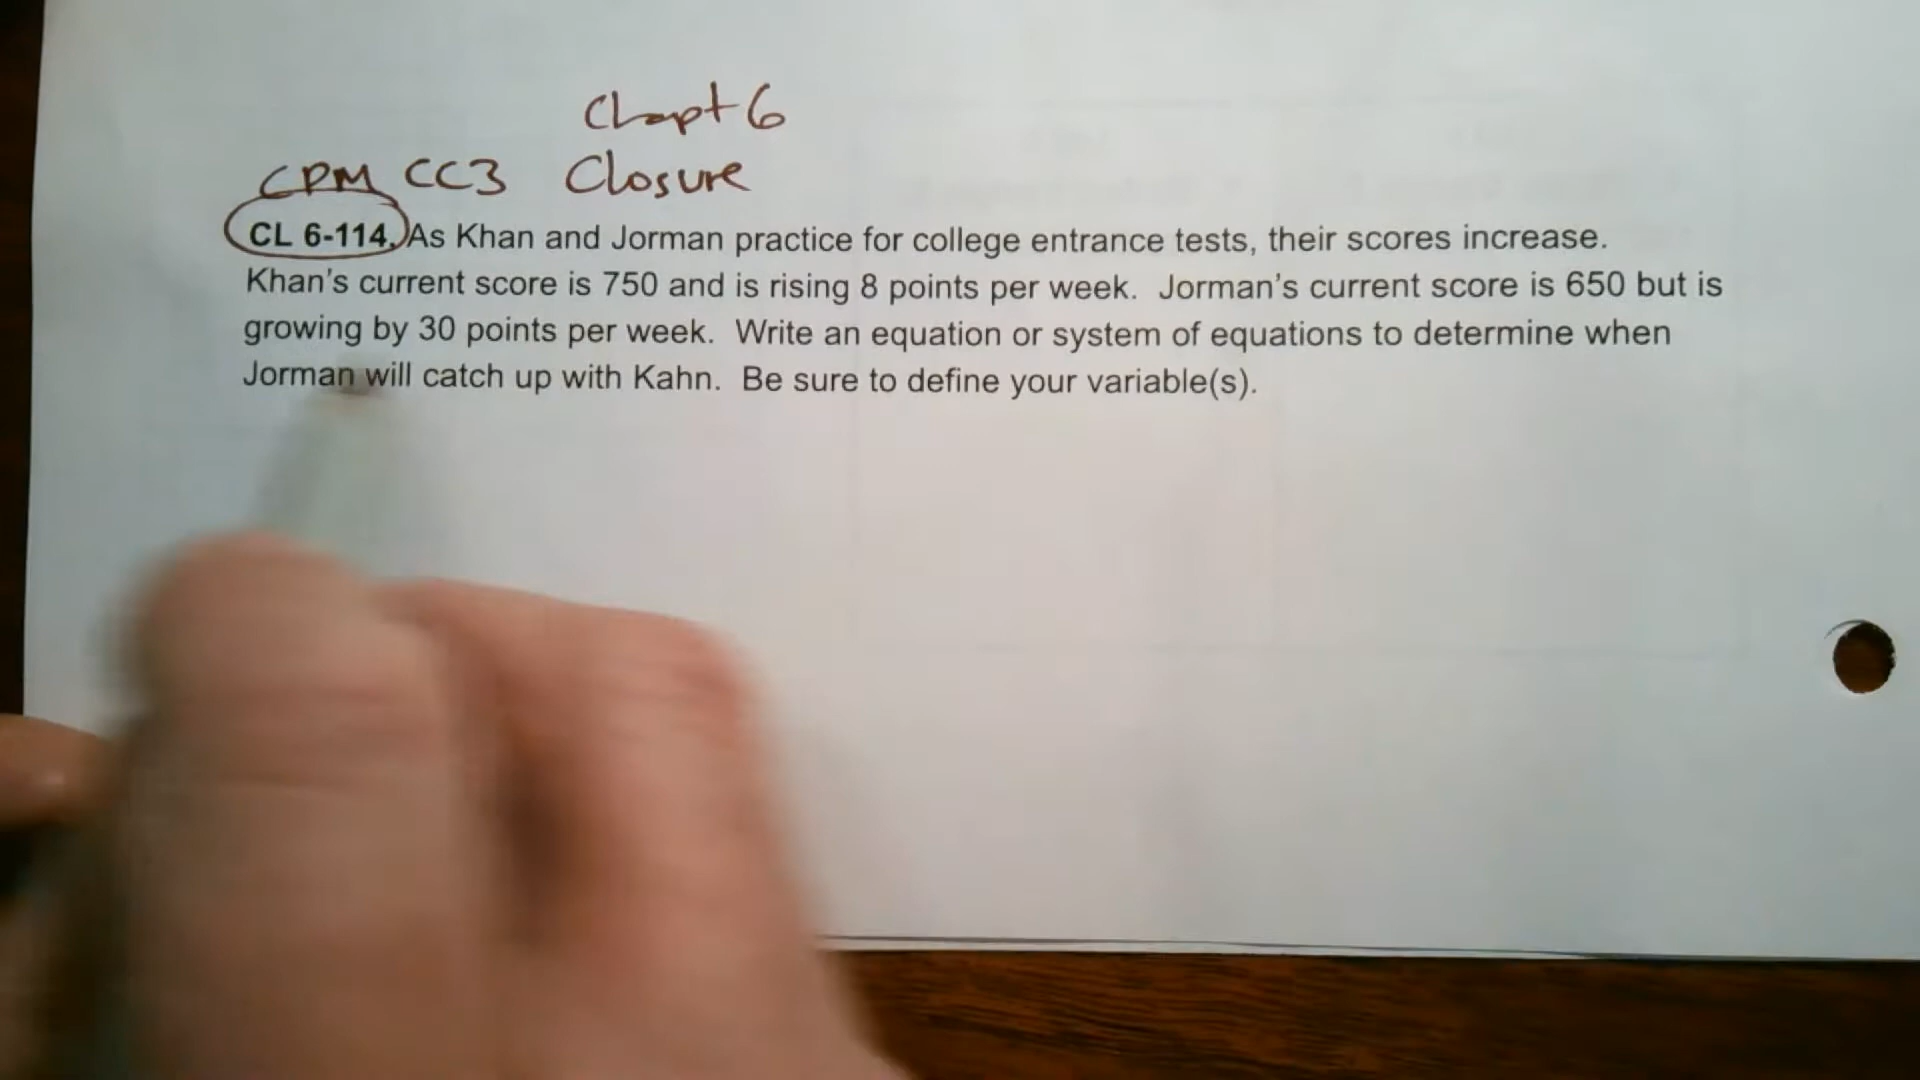 Chapt 6
CPM CC3 Closure
CL 6-114. As Khan and Jorman practice for college entrance tests, their scores increase.
Khan's current score is 750 and is rising 8 points per week. Jorman's current score is 650 but is
growing by 30 points per week. Write an equation or system of equations to determine when
Jorman will catch up with Kahn. Be sure to define your variable(s).